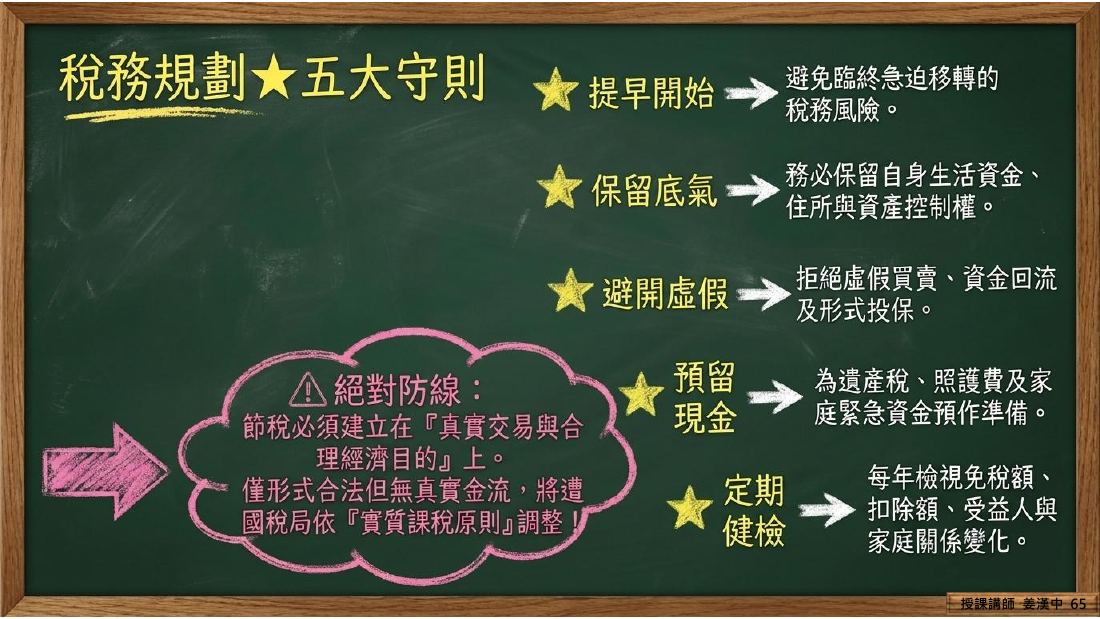 稅務規劃★五大守則
提早開始
避免臨終急迫移轉的
稅務風險。
保留底氣
務必保留自身生活資金、
住所與資產控制權。
避開虛假
拒絕虛假買賣、資金回流
及形式投保。
預留
現金
為遺產稅、照護費及家
庭緊急資金預作準備。
定期
健檢
每年檢視免稅額、
扣除額、受益人與
家庭關係變化。
⚠絕對防線：
節稅必須建立在『真實交易與合
理經濟目的』上。
僅形式合法但無真實金流，將遭
國稅局依『實質課稅原則』調整！
授課講師 姜漢中 65